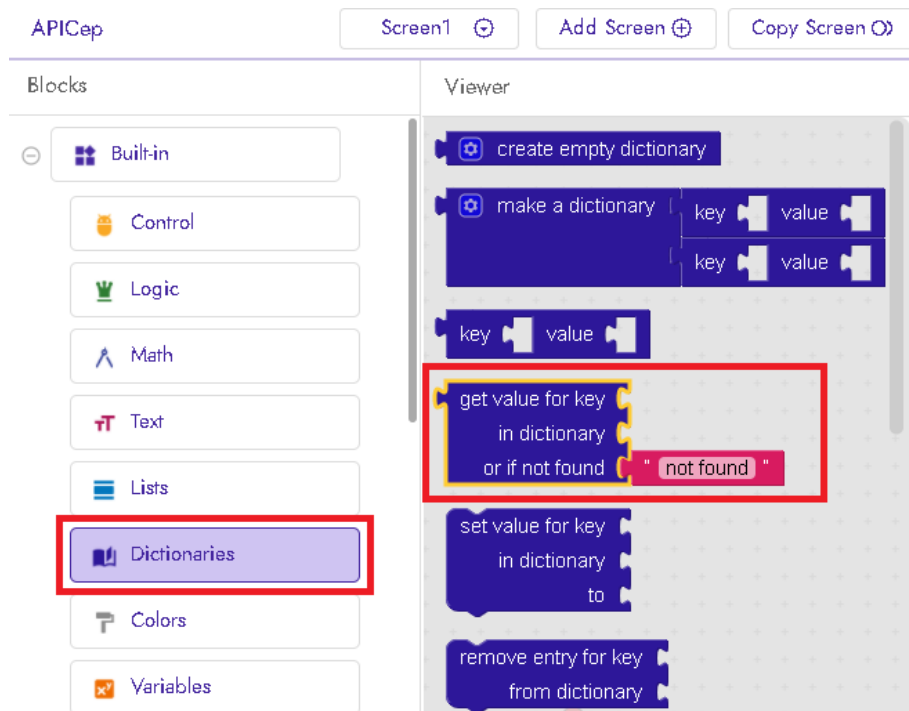 APICep
Screen1
Add Screen
Copy Screen
Blocks
Viewer
Built-in
Control
Logic
Math
Text
Lists
Dictionaries
Colors
Variables
create empty dictionary
make a dictionary key value
key value
key value
get value for key
in dictionary
or if not found " not found "
set value for key
in dictionary
to
remove entry for key
from dictionary